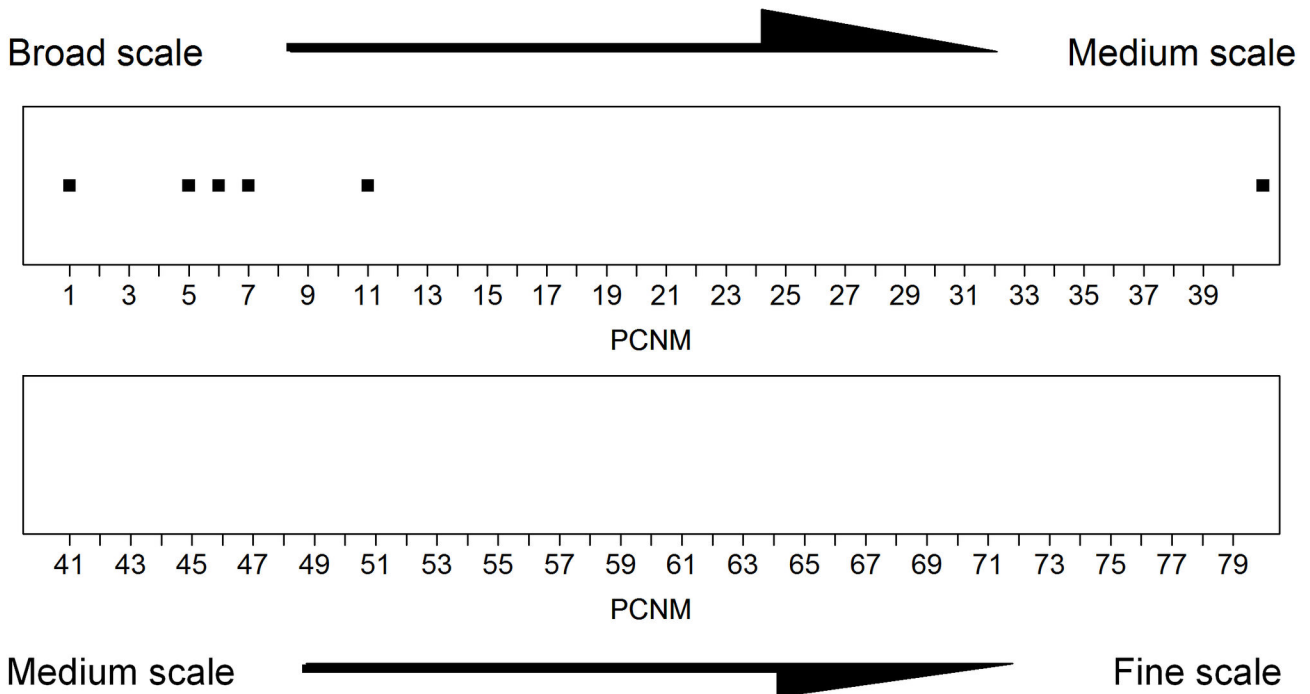 Broad scale Medium scale
1 3 5 7 9 11 13 15 17 19 21 23 25 27 29 31 33 35 37 39
PCNM
41 43 45 47 49 51 53 55 57 59 61 63 65 67 69 71 73 75 77 79
PCNM
Medium scale Fine scale